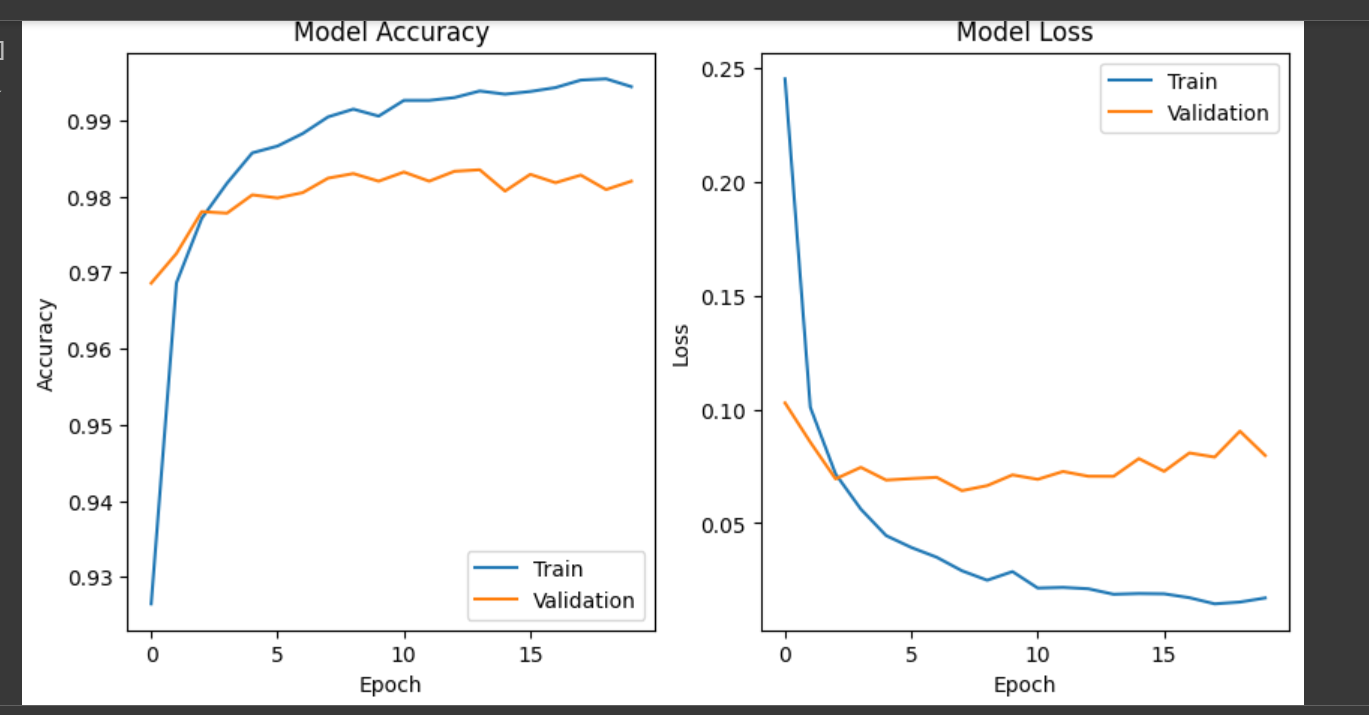 ]
Model Accuracy
Accuracy
0.99
0.98
0.97
0.96
0.95
0.94
0.93
Train
Validation
0 5 10 15
Epoch
Model Loss
Loss
0.25
0.20
0.15
0.10
0.05
Train
Validation
0 5 10 15
Epoch